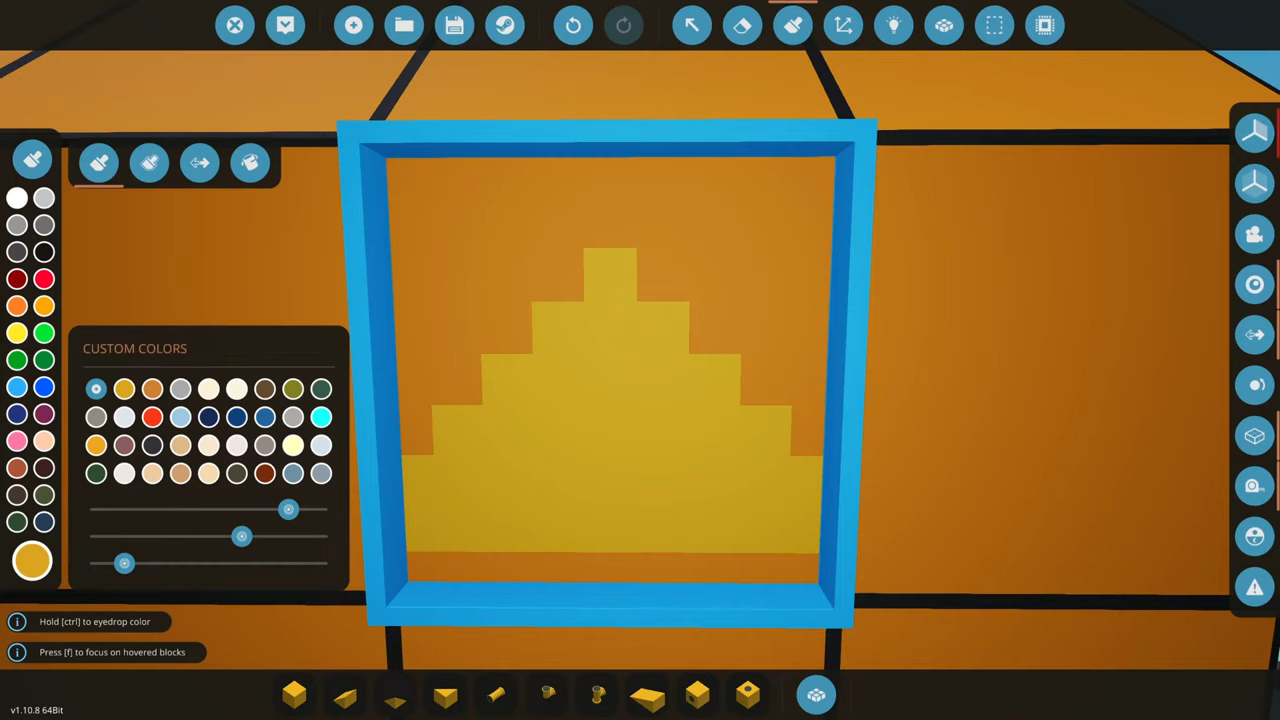 CUSTOM COLORS
Hold [ctrl] to eyedrop color
Press [f] to focus on hovered blocks
v1.10.8 64Bit